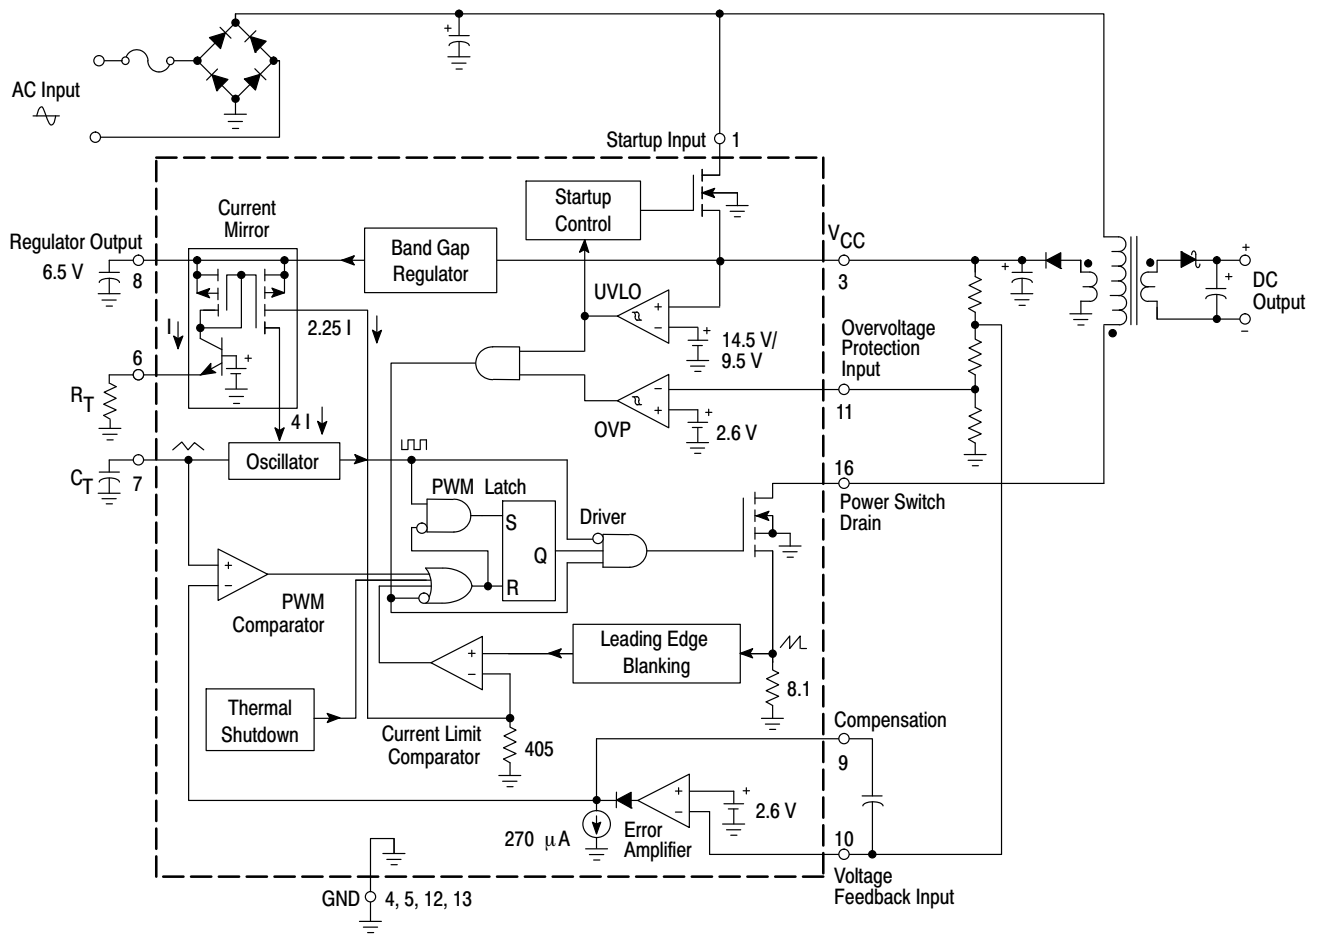 AC Input
Startup Input
1
Current
Mirror
Startup
Control
Regulator Output
6.5 V
8
Band Gap
Regulator
VCC
3
DC
Output
+
−
UVLO
+
−
+
14.5 V/
9.5 V
I
2.25 I
Overvoltage
Protection
Input
11
6
RT
+
4 I
OVP
−
+
+
2.6 V
CT
7
Oscillator
16
Power Switch
Drain
PWM Latch
S
Q
R
Driver
+
−
PWM
Comparator
Leading Edge
Blanking
+
−
8.1
Thermal
Shutdown
Current Limit
Comparator
405
Compensation
9
270 µA
Error
Amplifier
+
−
+
2.6 V
10
Voltage
Feedback Input
GND
4, 5, 12, 13
+
+
+